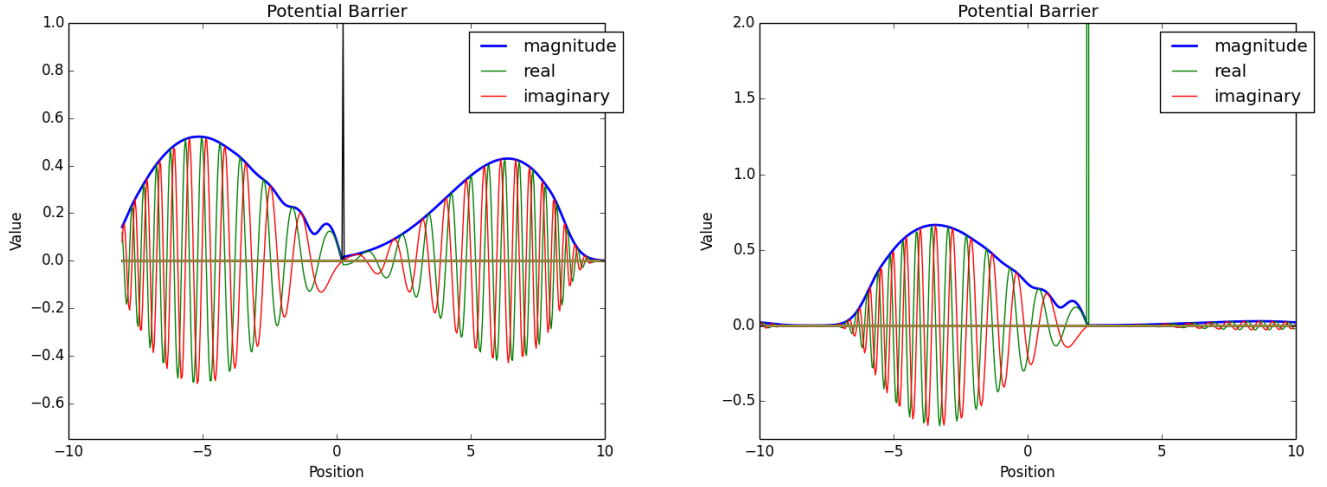 Potential Barrier
1.0
0.8
0.6
0.4
0.2
0.0
−0.2
−0.4
−0.6
Value
−10
−5
0
5
10
Position
magnitude
real
imaginary
Potential Barrier
2.0
1.5
1.0
0.5
0.0
−0.5
Value
−10
−5
0
5
10
Position
magnitude
real
imaginary